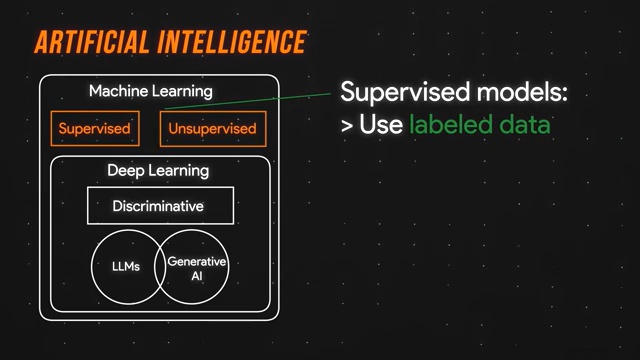 ARTIFICIAL INTELLIGENCE
Machine Learning
Supervised
Unsupervised
Deep Learning
Discriminative
LLMs
Generative
AI
Supervised models:
> Use labeled data